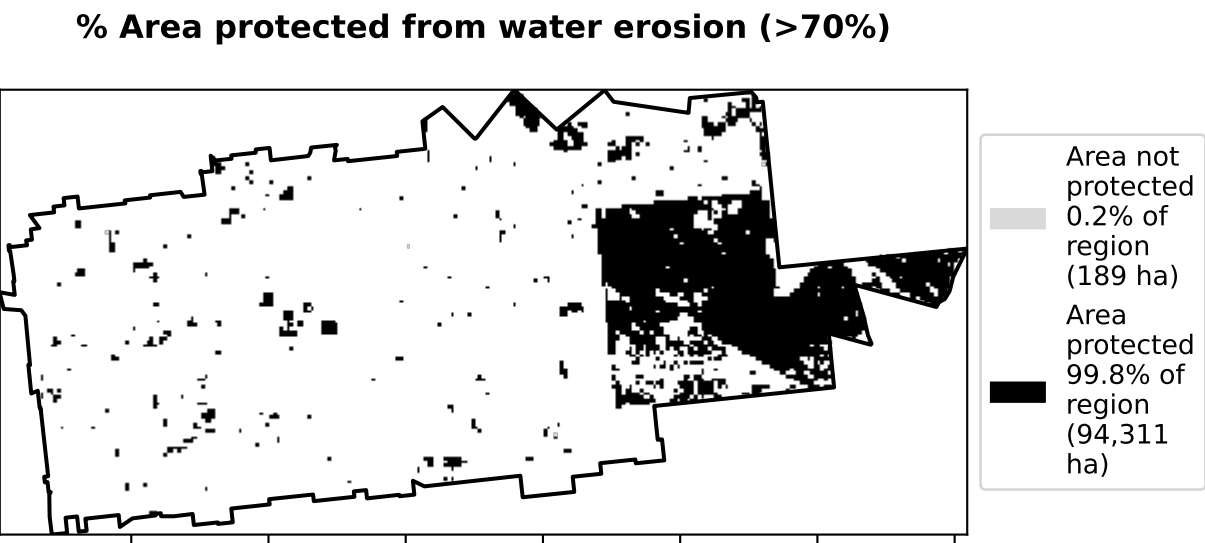 % Area protected from water erosion (>70%)
Area not
protected
0.2% of
region
(189 ha)
Area
protected
99.8% of
region
(94,311
ha)